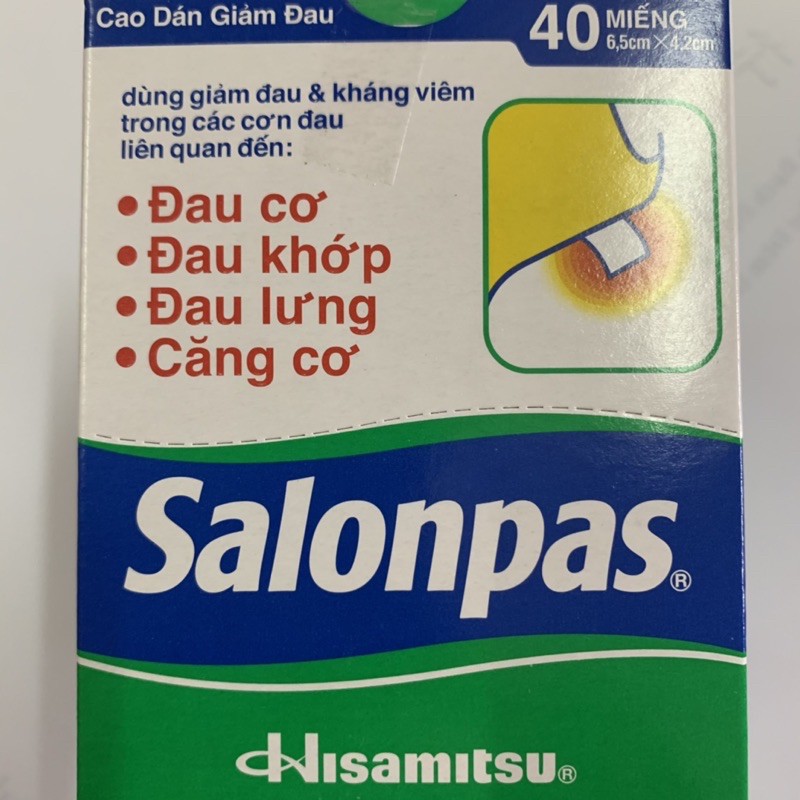 Cao Dán Giảm Đau
40 MIẾNG
6,5cm×4,2cm
dùng giảm đau & kháng viêm
trong các cơn đau
liên quan đến:
• Đau cơ
• Đau khớp
• Đau lưng
• Căng cơ
Salonpas®
Hisamitsu®